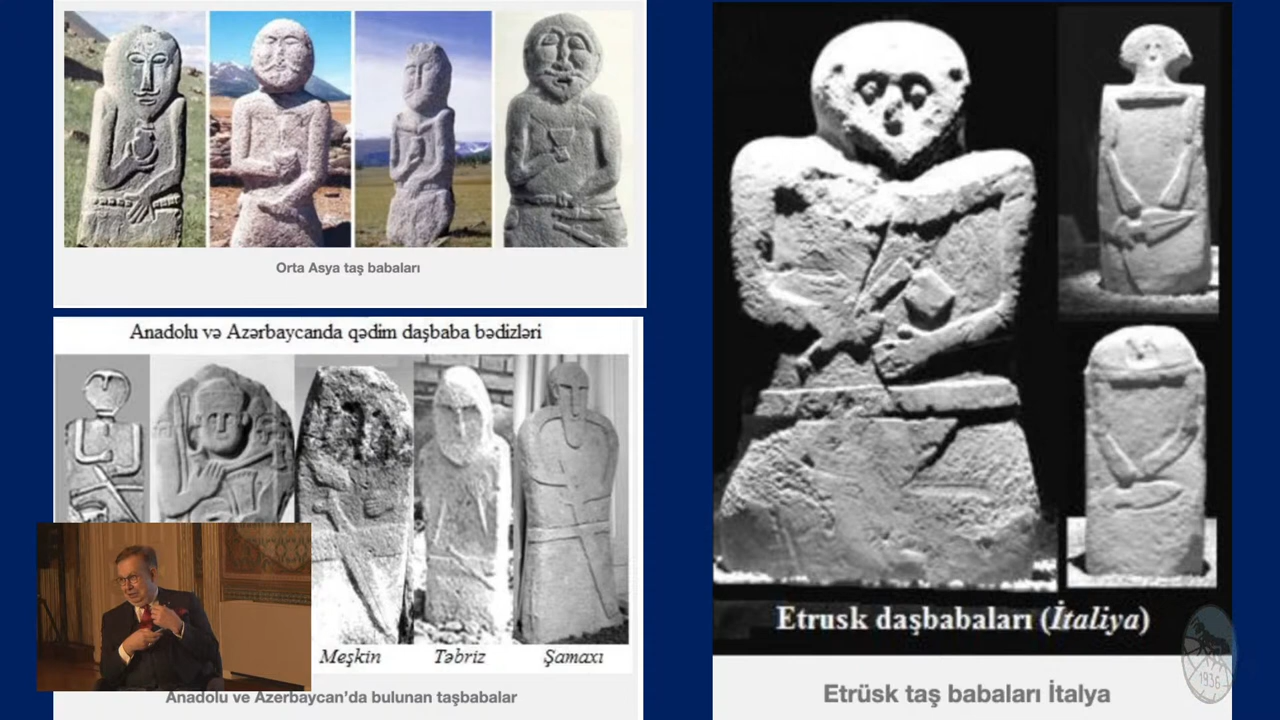 Orta Asya taş babaları
Anadolu və Azərbaycanda qədim daşbaba bədizləri
Meşkin
Təbriz
Şamaxı
Anadolu ve Azerbaycan'da bulunan taşbabalar
Etrusk daşbabaları (İtaliya)
Etrüsk taş babaları İtalya
1936